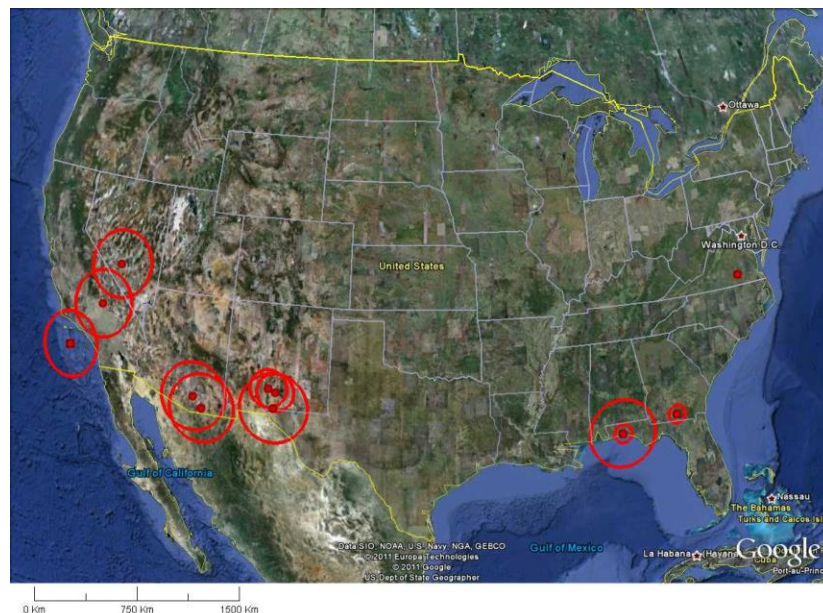 Ottawa
Washington D.C.
United States
Gulf of California
Nassau
The Bahamas
Turks and Caicos Isl
Data SIO, NOAA, U.S. Navy, NGA, GEBCO
© 2011 Europa Technologies
© 2011 Google
US Dept of State Geographer
Gulf of Mexico
La Habana
Cuba
Google
Port-au-Princ
0 Km 750 Km 1500 Km